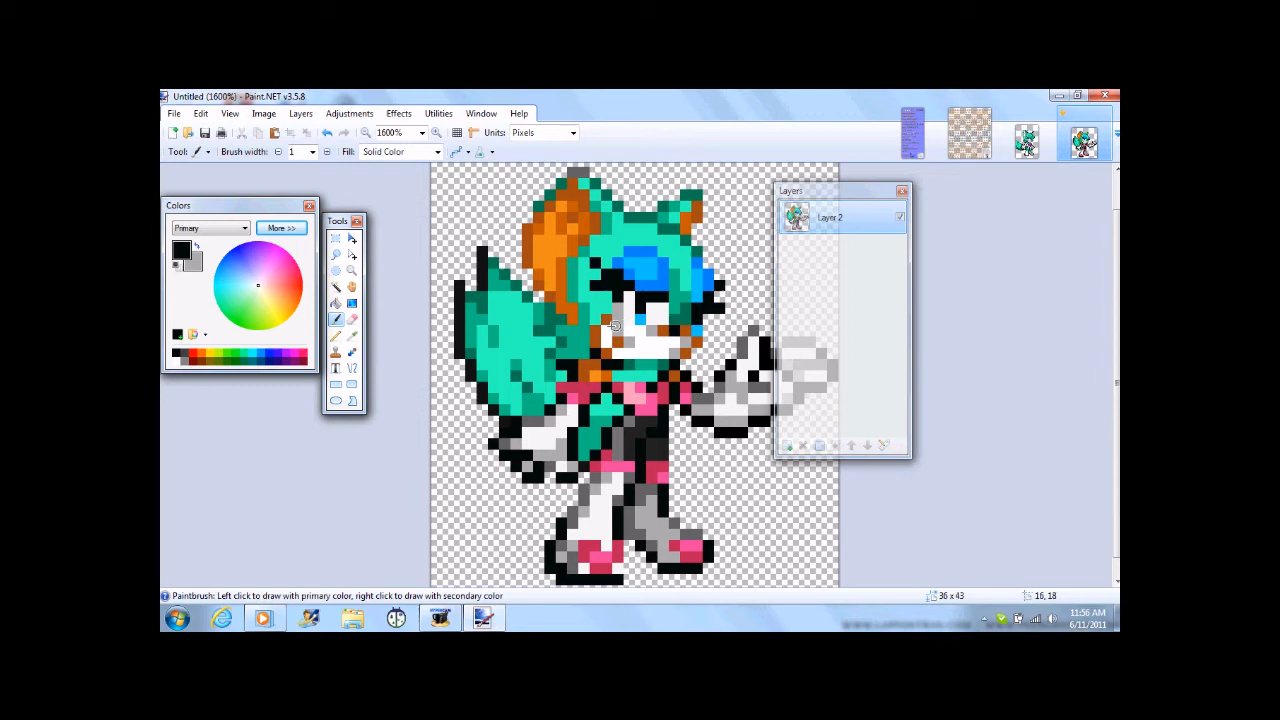 Untitled (1600%) - Paint.NET v3.5.8
File Edit View Image Layers Adjustments Effects Utilities Window Help
1600% Units: Pixels
Tool: Brush width: 1 Fill: Solid Color
Colors
Primary More >>
Tools
Layers
Layer 2
Paintbrush: Left click to draw with primary color, right click to draw with secondary color
36 x 43
16, 18
HYPERCAM
11:56 AM
6/11/2011